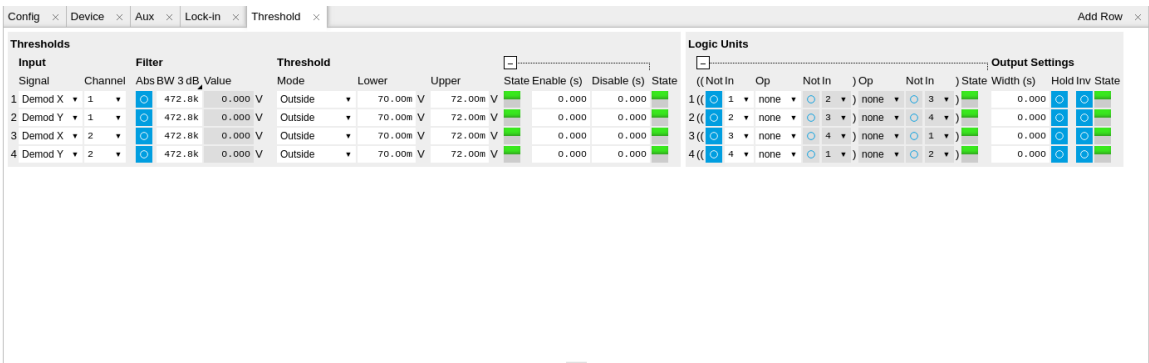 Config × Device × Aux × Lock-in × Threshold × Add Row ×
Thresholds Logic Units
Input Filter Threshold − − Output Settings
Signal Channel Abs BW 3 dB Value Mode Lower Upper State Enable (s) Disable (s) State (( Not In Op Not In ) Op Not In ) State Width (s) Hold Inv State
1 Demod X 1 472.8k 0.000 V Outside 70.00m V 72.00m V 0.000 0.000 1 (( 1 none 2 ) none 3 ) 0.000
2 Demod Y 1 472.8k 0.000 V Outside 70.00m V 72.00m V 0.000 0.000 2 (( 2 none 3 ) none 4 ) 0.000
3 Demod X 2 472.8k 0.000 V Outside 70.00m V 72.00m V 0.000 0.000 3 (( 3 none 4 ) none 1 ) 0.000
4 Demod Y 2 472.8k 0.000 V Outside 70.00m V 72.00m V 0.000 0.000 4 (( 4 none 1 ) none 2 ) 0.000